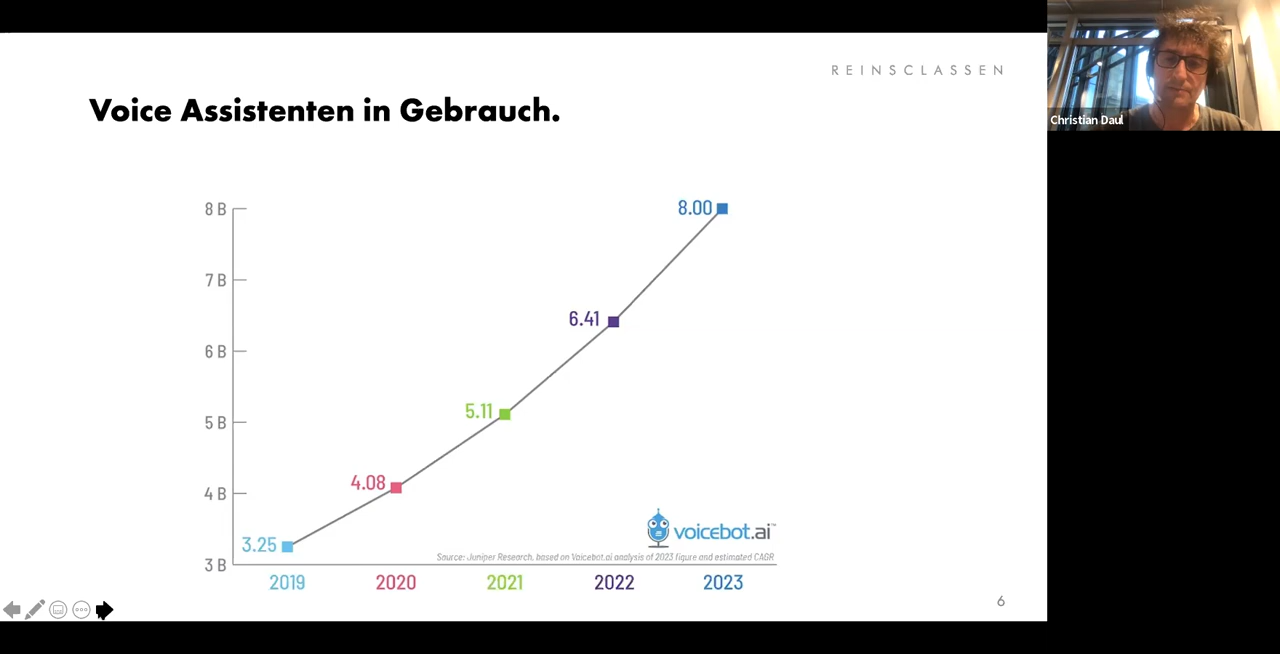 REINSCLASSEN
Voice Assistenten in Gebrauch.
Christian Daul
8 B
7 B
6 B
5 B
4 B
3 B
3.25
4.08
5.11
6.41
8.00
voicebot.ai™
Source: Juniper Research, based on Voicebot.ai analysis of 2023 figure and estimated CAGR
2019 2020 2021 2022 2023
6